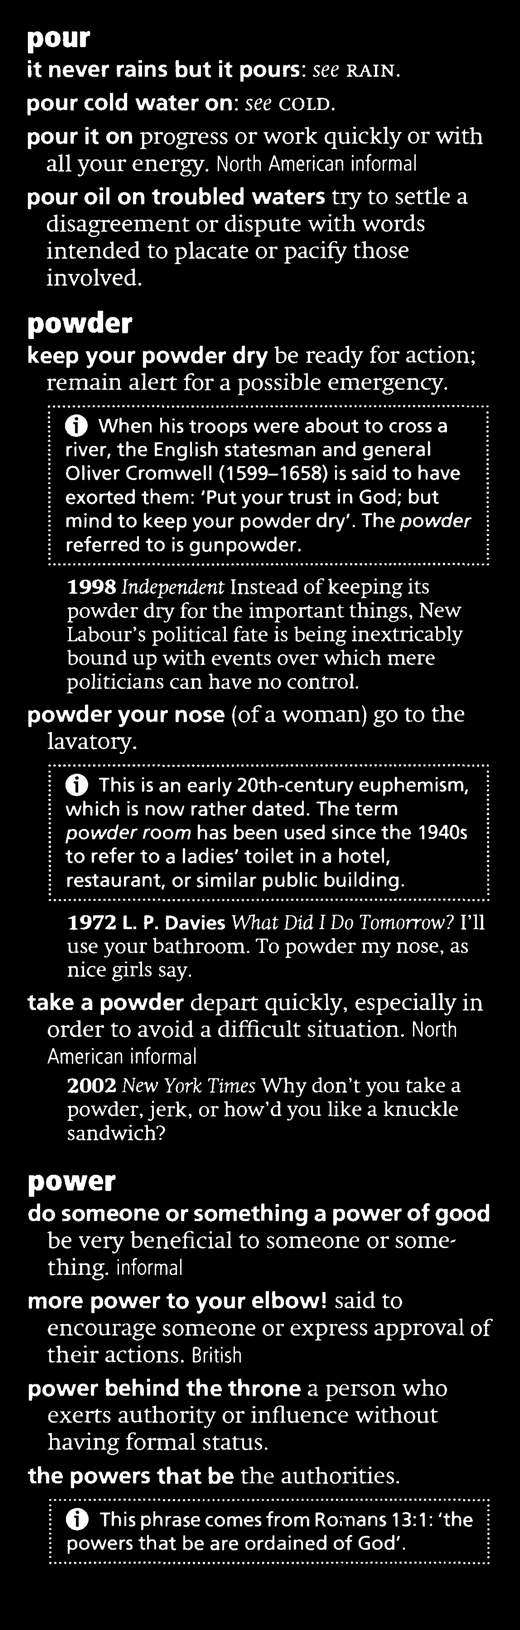 pour
it never rains but it pours: see RAIN.
pour cold water on: see COLD.
pour it on progress or work quickly or with
all your energy. North American informal
pour oil on troubled waters try to settle a
disagreement or dispute with words
intended to placate or pacify those
involved.
powder
keep your powder dry be ready for action;
remain alert for a possible emergency.
i When his troops were about to cross a
river, the English statesman and general
Oliver Cromwell (1599–1658) is said to have
exorted them: ‘Put your trust in God; but
mind to keep your powder dry’. The powder
referred to is gunpowder.
1998 Independent Instead of keeping its
powder dry for the important things, New
Labour’s political fate is being inextricably
bound up with events over which mere
politicians can have no control.
powder your nose (of a woman) go to the
lavatory.
i This is an early 20th-century euphemism,
which is now rather dated. The term
powder room has been used since the 1940s
to refer to a ladies’ toilet in a hotel,
restaurant, or similar public building.
1972 L. P. Davies What Did I Do Tomorrow? I’ll
use your bathroom. To powder my nose, as
nice girls say.
take a powder depart quickly, especially in
order to avoid a difficult situation. North
American informal
2002 New York Times Why don’t you take a
powder, jerk, or how’d you like a knuckle
sandwich?
power
do someone or something a power of good
be very beneficial to someone or some-
thing. informal
more power to your elbow! said to
encourage someone or express approval of
their actions. British
power behind the throne a person who
exerts authority or influence without
having formal status.
the powers that be the authorities.
i This phrase comes from Romans 13:1: ‘the
powers that be are ordained of God’.